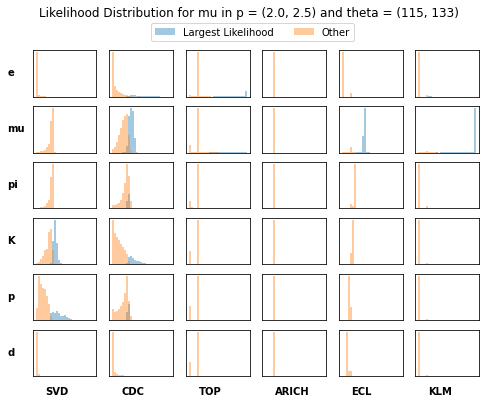 Likelihood Distribution for mu in p = (2.0, 2.5) and theta = (115, 133)
Largest Likelihood Other
e
mu
pi
K
p
d
SVD CDC TOP ARICH ECL KLM